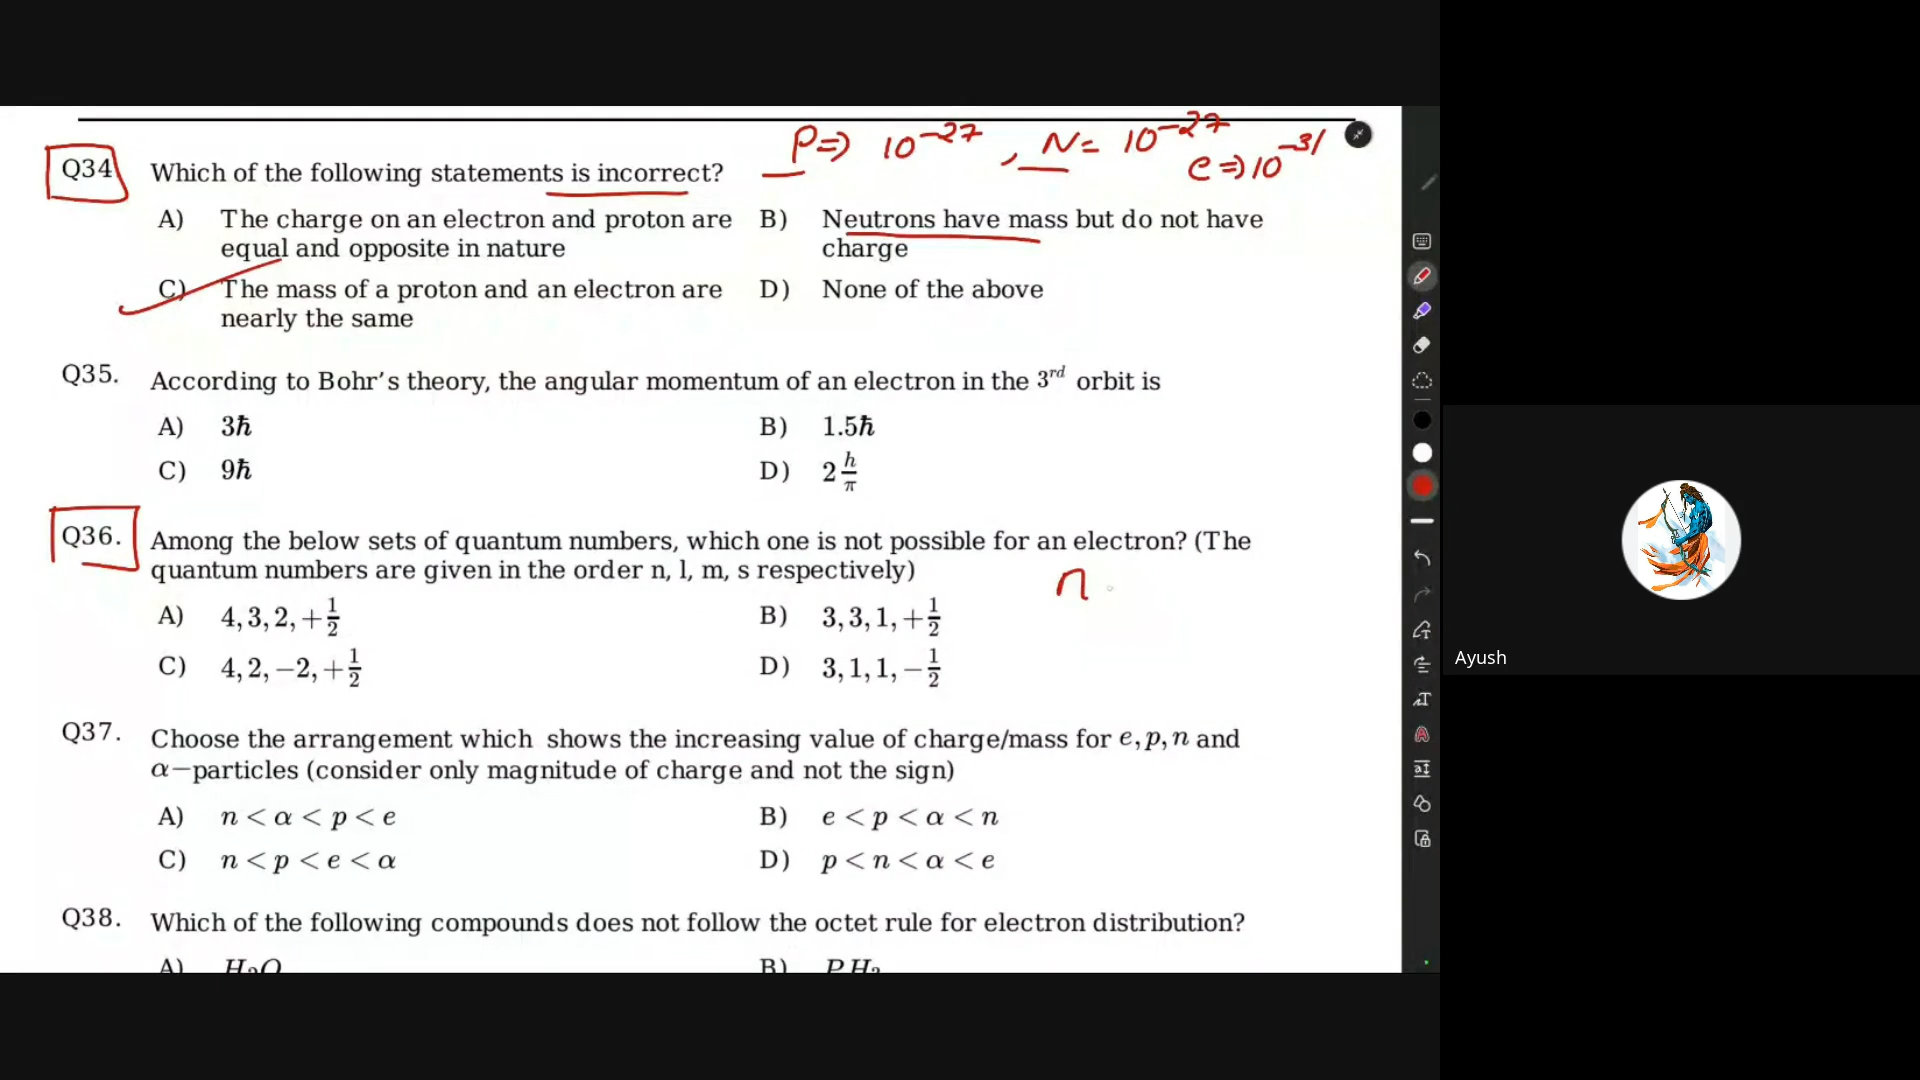 P⇒ 10⁻²⁷ , N= 10⁻²⁷
e⇒10⁻³¹
Q34 Which of the following statements is incorrect?
A) The charge on an electron and proton are equal and opposite in nature
B) Neutrons have mass but do not have charge
C) The mass of a proton and an electron are nearly the same
D) None of the above
Q35. According to Bohr’s theory, the angular momentum of an electron in the 3ʳᵈ orbit is
A) 3ħ
B) 1.5ħ
C) 9ħ
D) 2 h/π
Q36. Among the below sets of quantum numbers, which one is not possible for an electron? (The
quantum numbers are given in the order n, l, m, s respectively)
n
A) 4, 3, 2, +1/2
B) 3, 3, 1, +1/2
C) 4, 2, −2, +1/2
D) 3, 1, 1, −1/2
Q37. Choose the arrangement which shows the increasing value of charge/mass for e, p, n and
α−particles (consider only magnitude of charge and not the sign)
A) n < α < p < e
B) e < p < α < n
C) n < p < e < α
D) p < n < α < e
Q38. Which of the following compounds does not follow the octet rule for electron distribution?
A) H₂O
B)
Ayush